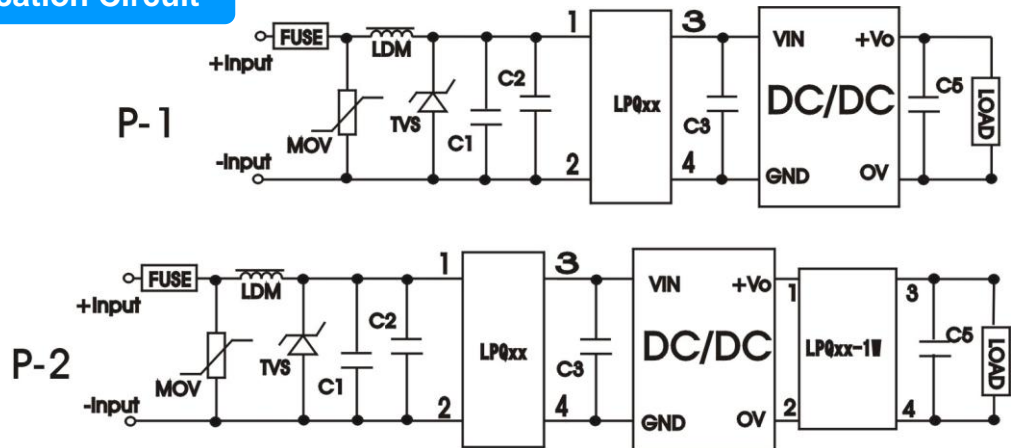 cation Circuit
P-1
+Input
FUSE
LDM
MOV
TVS
C1
C2
1
2
LPQxx
3
4
C3
VIN
+Vo
DC/DC
GND
OV
C5
LOAD
-Input
P-2
+Input
FUSE
LDM
MOV
TVS
C1
C2
1
2
LPQxx
3
4
C3
VIN
+Vo
DC/DC
GND
OV
1
2
LPQxx-1W
3
4
C5
LOAD
-Input